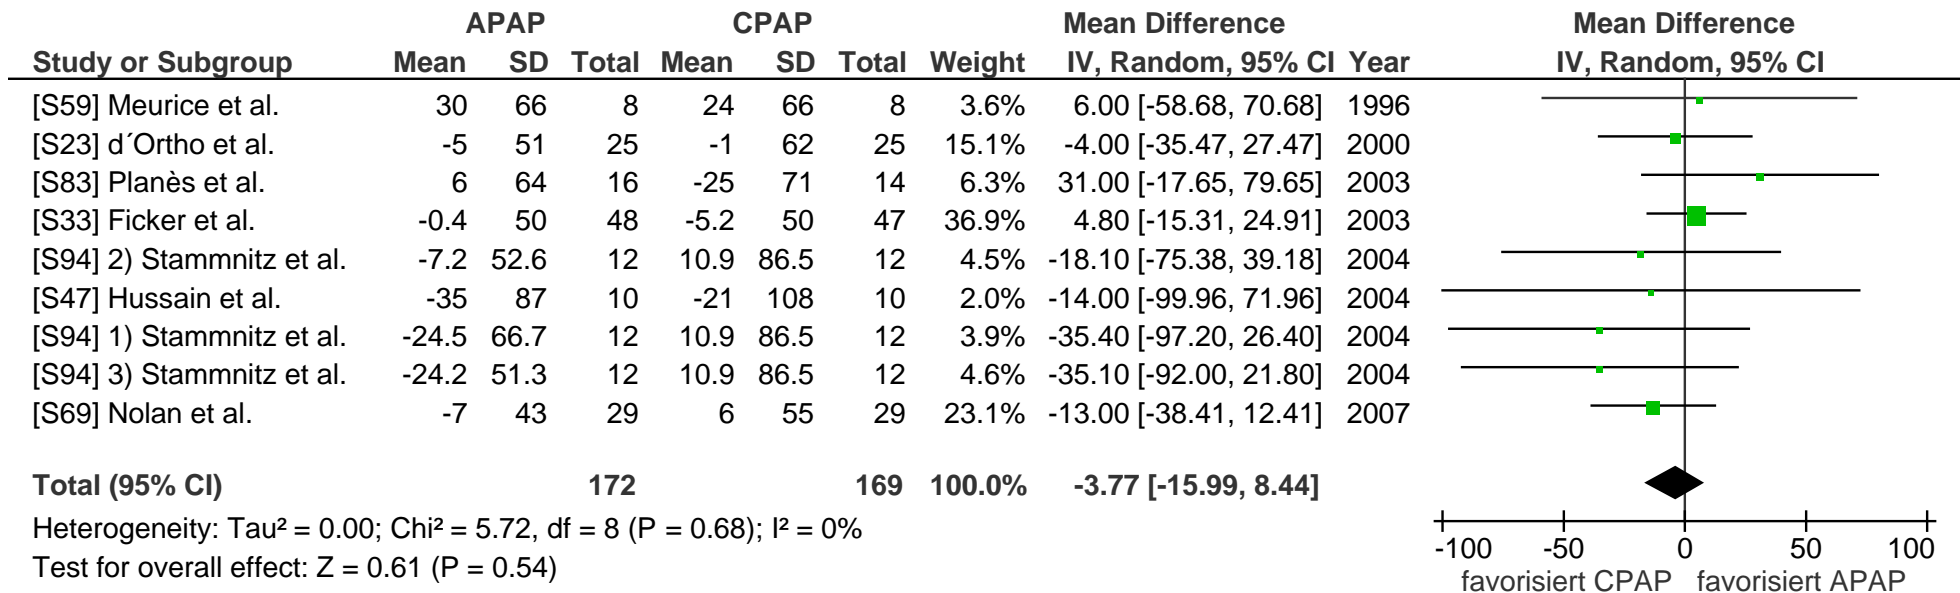 APAP CPAP Mean Difference Mean Difference
Study or Subgroup Mean SD Total Mean SD Total Weight IV, Random, 95% CI Year IV, Random, 95% CI
[S59] Meurice et al. 30 66 8 24 66 8 3.6% 6.00 [-58.68, 70.68] 1996
[S23] d´Ortho et al. -5 51 25 -1 62 25 15.1% -4.00 [-35.47, 27.47] 2000
[S83] Planès et al. 6 64 16 -25 71 14 6.3% 31.00 [-17.65, 79.65] 2003
[S33] Ficker et al. -0.4 50 48 -5.2 50 47 36.9% 4.80 [-15.31, 24.91] 2003
[S94] 2) Stammnitz et al. -7.2 52.6 12 10.9 86.5 12 4.5% -18.10 [-75.38, 39.18] 2004
[S47] Hussain et al. -35 87 10 -21 108 10 2.0% -14.00 [-99.96, 71.96] 2004
[S94] 1) Stammnitz et al. -24.5 66.7 12 10.9 86.5 12 3.9% -35.40 [-97.20, 26.40] 2004
[S94] 3) Stammnitz et al. -24.2 51.3 12 10.9 86.5 12 4.6% -35.10 [-92.00, 21.80] 2004
[S69] Nolan et al. -7 43 29 6 55 29 23.1% -13.00 [-38.41, 12.41] 2007
Total (95% CI) 172 169 100.0% -3.77 [-15.99, 8.44]
Heterogeneity: Tau² = 0.00; Chi² = 5.72, df = 8 (P = 0.68); I² = 0%
Test for overall effect: Z = 0.61 (P = 0.54)
-100 -50 0 50 100
favorisiert CPAP favorisiert APAP